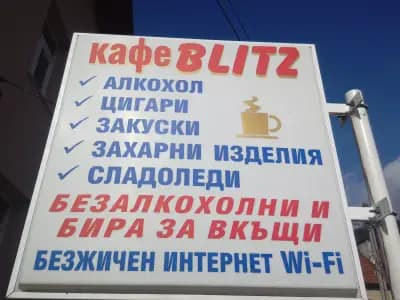 кафе BLITZ
✓ АЛКОХОЛ
✓ ЦИГАРИ
✓ ЗАКУСКИ
✓ ЗАХАРНИ ИЗДЕЛИЯ
✓ СЛАДОЛЕДИ
БЕЗАЛКОХОЛНИ И
БИРА ЗА ВКЪЩИ
БЕЗЖИЧЕН ИНТЕРНЕТ Wi-Fi